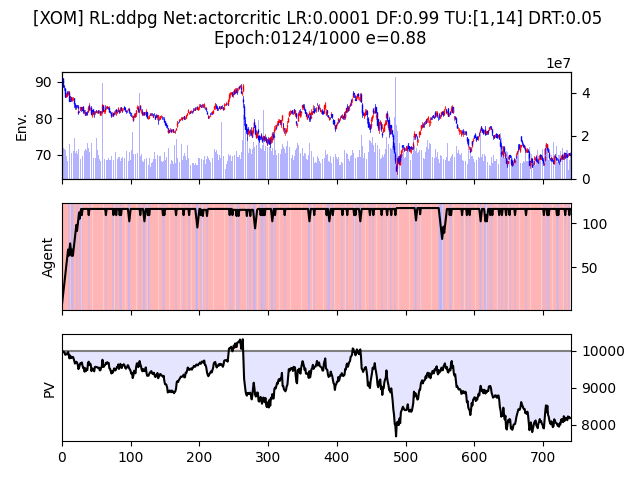 [XOM] RL:ddpg Net:actorcritic LR:0.0001 DF:0.99 TU:[1,14] DRT:0.05
Epoch:0124/1000 e=0.88
1e7
90
80
70
Env.
4
2
0
Agent
100
50
PV
10000
9000
8000
0 100 200 300 400 500 600 700